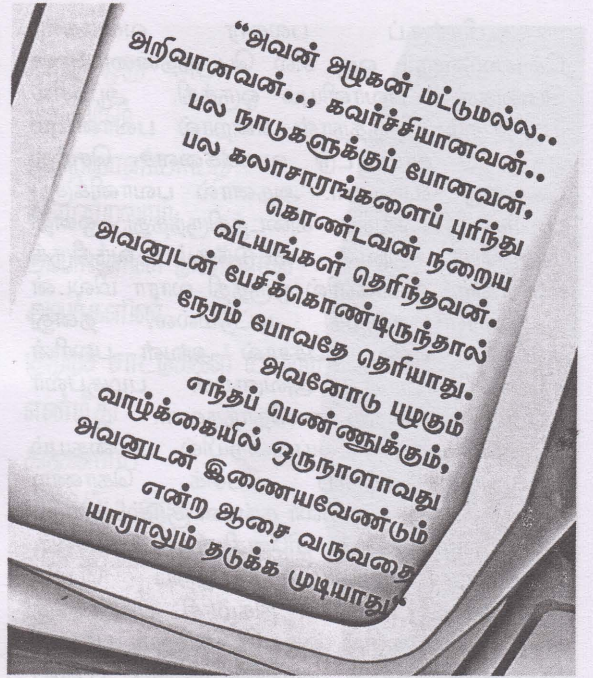 “அவன் அழகன் மட்டுமல்ல..
அறிவானவன்.., கவர்ச்சியானவன்..
பல நாடுகளுக்குப் போனவன்,
பல கலாசாரங்களைப் புரிந்து
கொண்டவன் நிறைய
விடயங்கள் தெரிந்தவன்.
அவனுடன் பேசிக்கொண்டிருந்தால்
நேரம் போவதே தெரியாது.
அவனோடு புழகும்
எந்தப் பெண்ணுக்கும்,
வாழ்க்கையில் ஒருநாளாவது
அவனுடன் இணையவேண்டும்
என்ற ஆசை வருவதை
யாராலும் தடுக்க முடியாது“